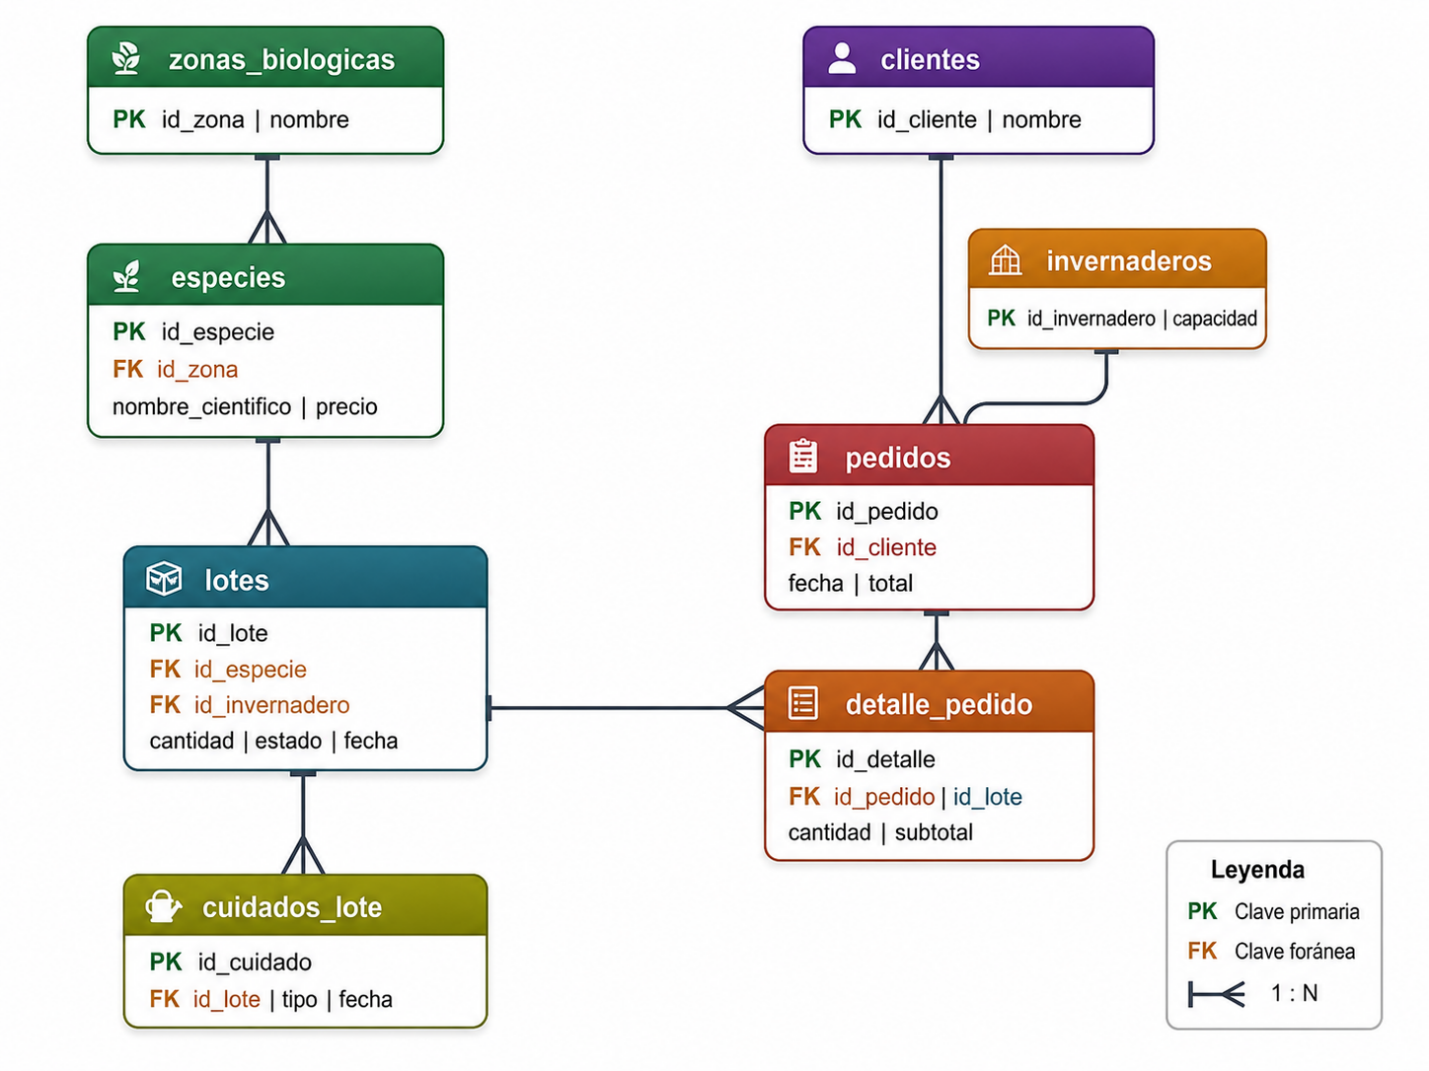 zonas_biologicas
PK id_zona | nombre
especies
PK id_especie
FK id_zona
nombre_cientifico | precio
lotes
PK id_lote
FK id_especie
FK id_invernadero
cantidad | estado | fecha
cuidados_lote
PK id_cuidado
FK id_lote | tipo | fecha
clientes
PK id_cliente | nombre
invernaderos
PK id_invernadero | capacidad
pedidos
PK id_pedido
FK id_cliente
fecha | total
detalle_pedido
PK id_detalle
FK id_pedido | id_lote
cantidad | subtotal
Leyenda
PK Clave primaria
FK Clave foránea
1 : N